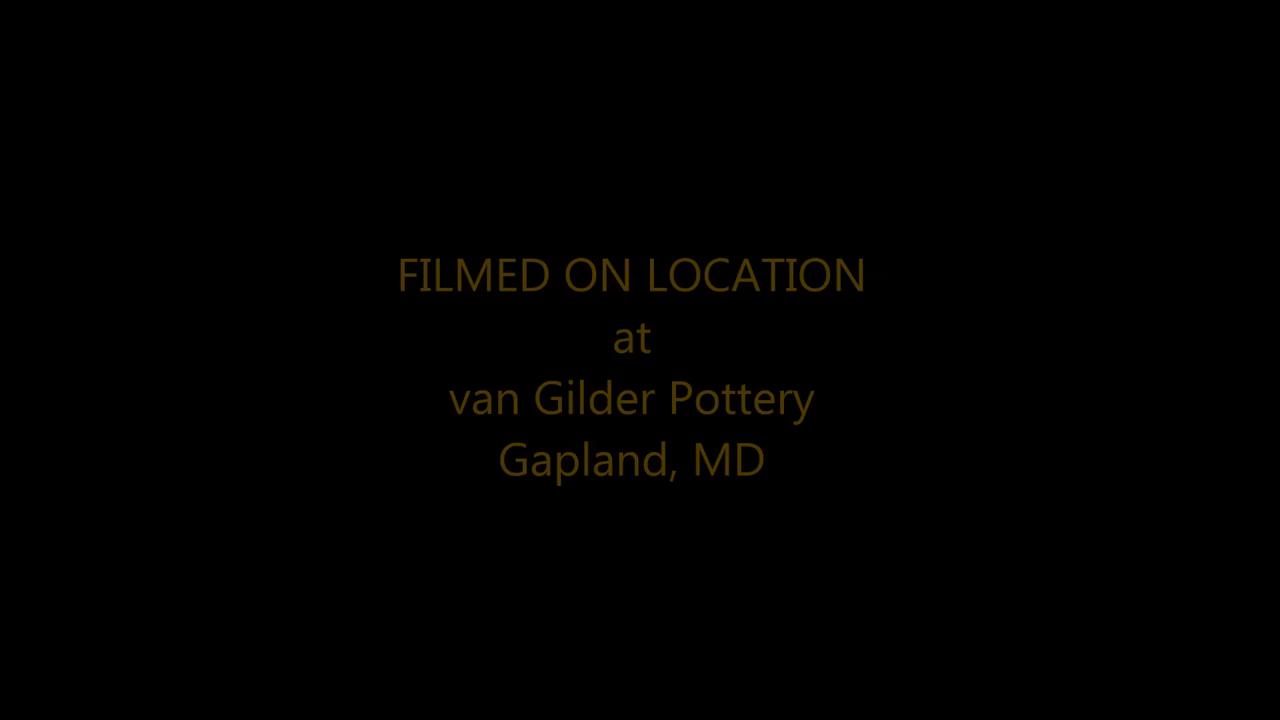 FILMED ON LOCATION
at
van Gilder Pottery
Gapland, MD